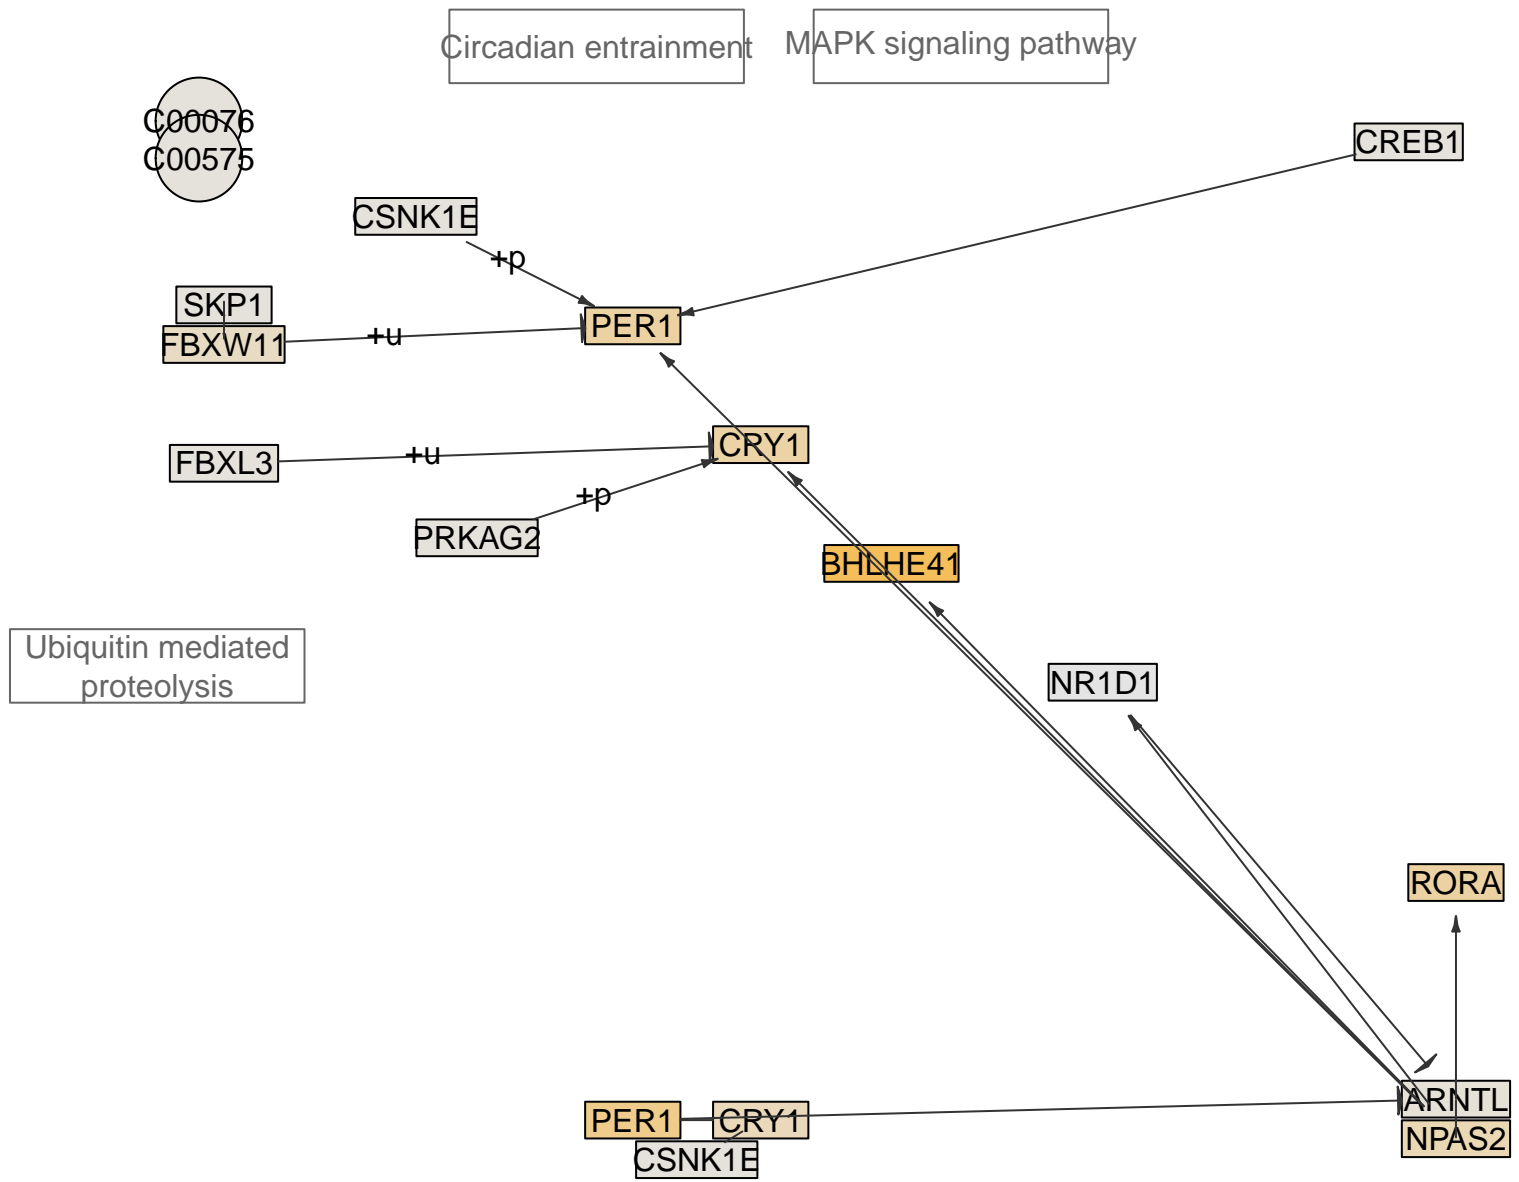 Circadian entrainment
MAPK signaling pathway
C00076
C00575
CREB1
CSNK1E
+p
SKP1
FBXW11
+u
PER1
FBXL3
+u
CRY1
+p
PRKAG2
BHLHE41
Ubiquitin mediated
proteolysis
NR1D1
RORA
ARNTL
NPAS2
PER1
CRY1
CSNK1E